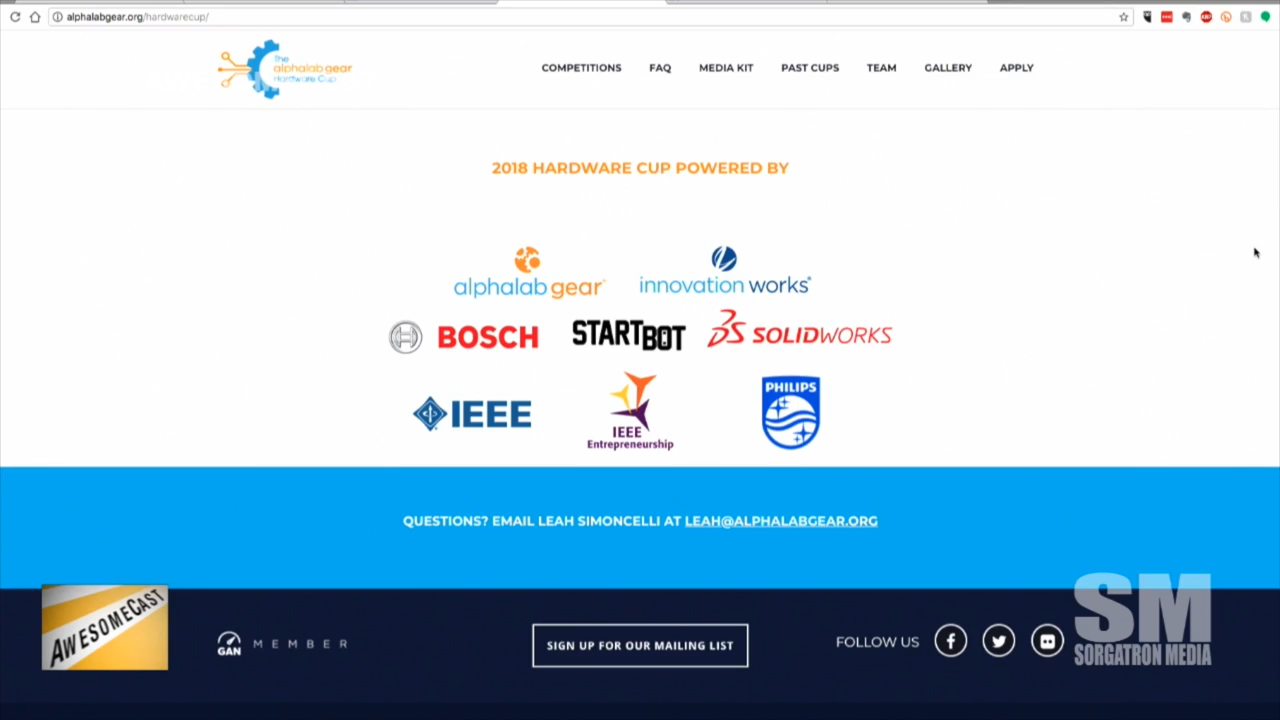 alphalabgear.org/hardwarecup/
The
alphalab gear
Hardware Cup
COMPETITIONS
FAQ
MEDIA KIT
PAST CUPS
TEAM
GALLERY
APPLY
2018 HARDWARE CUP POWERED BY
alphalab gear™
innovation works®
BOSCH
STARTBOT
SOLIDWORKS
IEEE
IEEE
Entrepreneurship
PHILIPS
QUESTIONS? EMAIL LEAH SIMONCELLI AT LEAH@ALPHALABGEAR.ORG
AWESOMECAST
GAN
MEMBER
SIGN UP FOR OUR MAILING LIST
FOLLOW US
SM
SORGATRON MEDIA